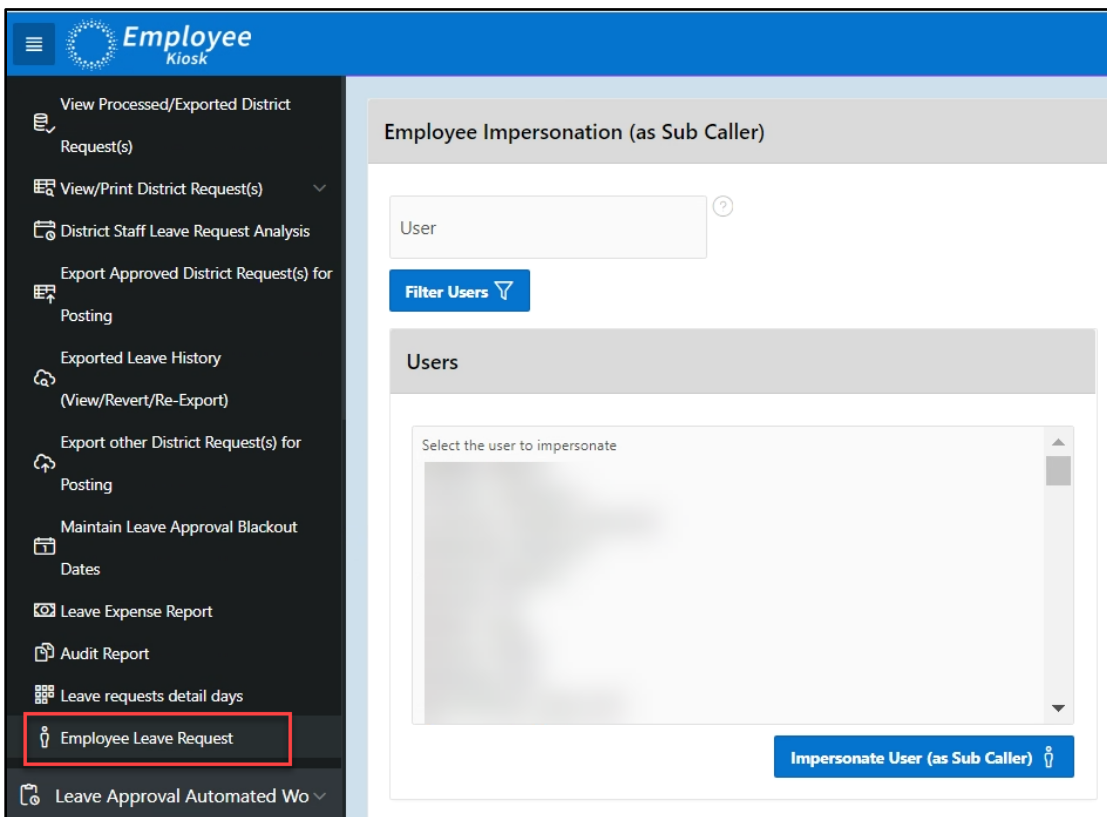 Employee
Kiosk
View Processed/Exported District
Request(s)
View/Print District Request(s)
District Staff Leave Request Analysis
Export Approved District Request(s) for
Posting
Exported Leave History
(View/Revert/Re-Export)
Export other District Request(s) for
Posting
Maintain Leave Approval Blackout
Dates
Leave Expense Report
Audit Report
Leave requests detail days
Employee Leave Request
Leave Approval Automated Wo
Employee Impersonation (as Sub Caller)
User
?
Filter Users
Users
Select the user to impersonate
Impersonate User (as Sub Caller)